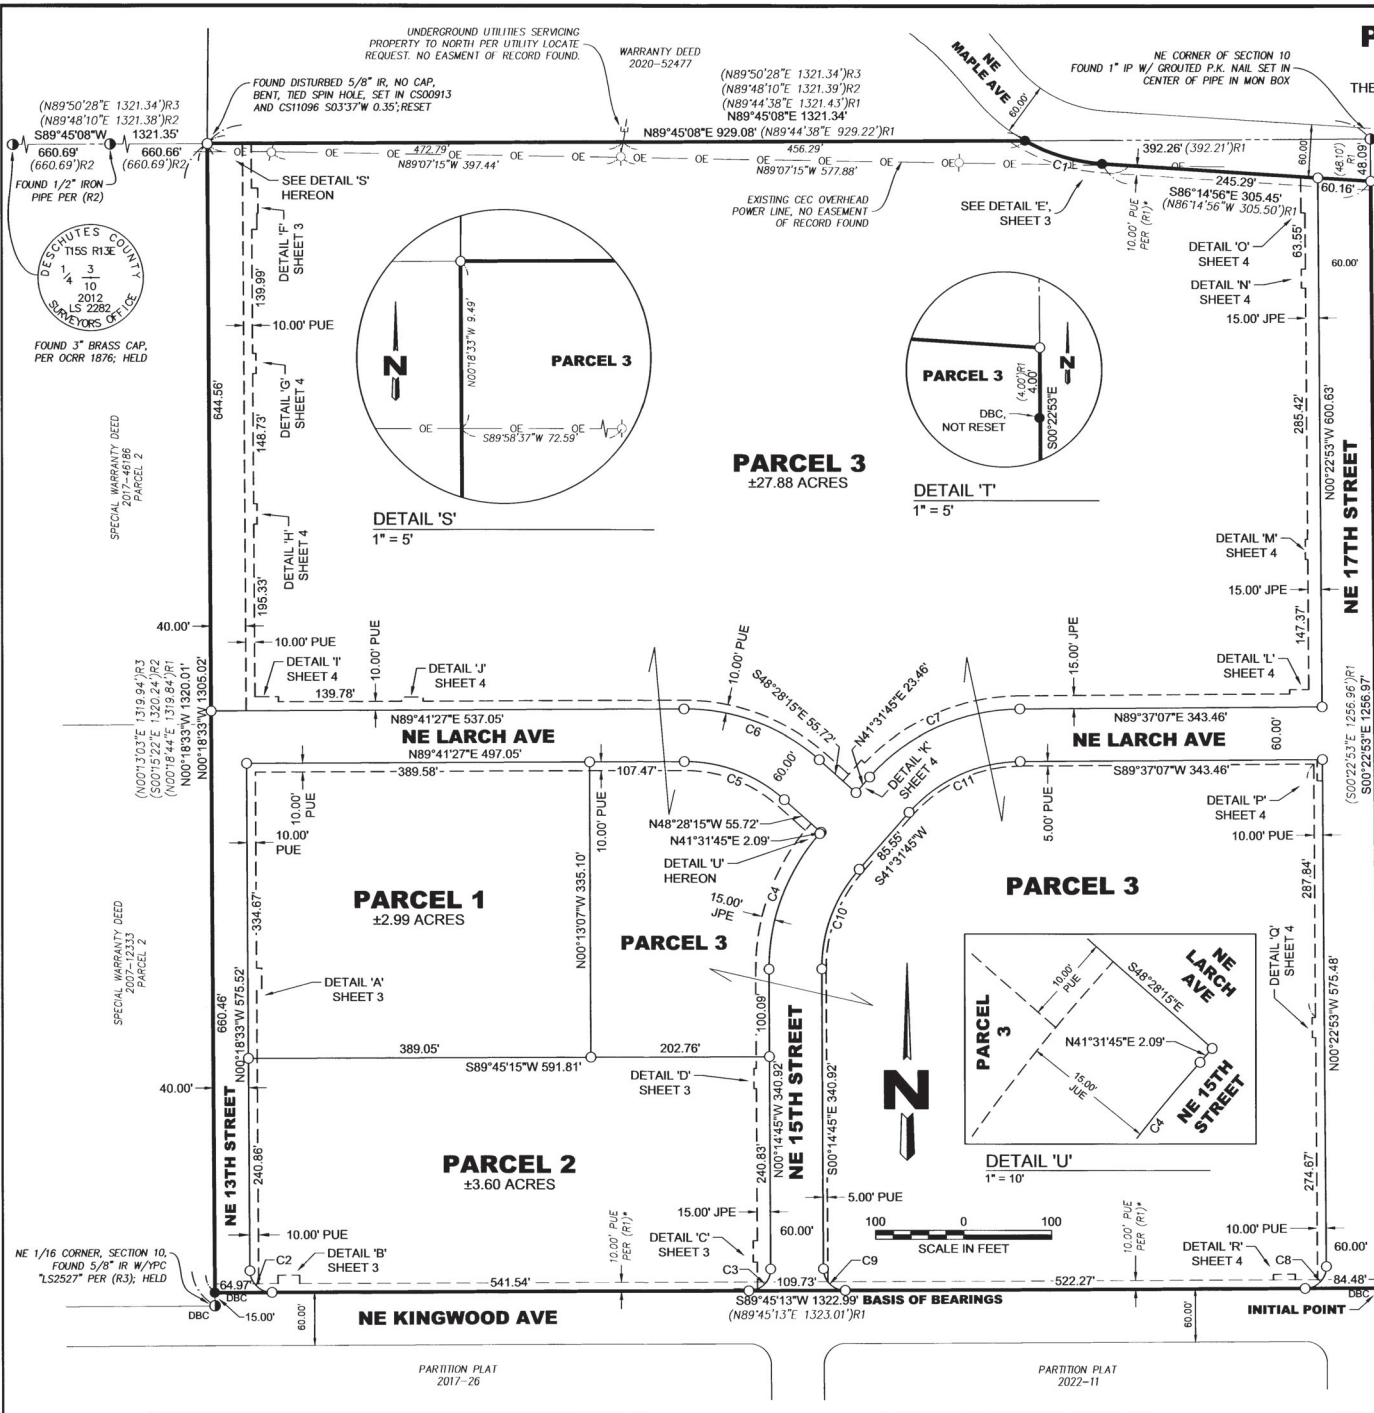 UNDERGROUND UTILITIES SERVICING
PROPERTY TO NORTH PER UTILITY LOCATE
REQUEST. NO EASMENT OF RECORD FOUND.
WARRANTY DEED
2020-52477
NE
MAPLE AVE
60.00'
P
NE CORNER OF SECTION 10
FOUND 1" IP W/ GROUTED P.K. NAIL SET IN
CENTER OF PIPE IN MON BOX
THE
FOUND DISTURBED 5/8" IR, NO CAP,
BENT, TIED SPIN HOLE, SET IN CS00913
AND CS11096 S03°37'W 0.35';RESET
(N89°50'28"E 1321.34')R3
(N89°48'10"E 1321.38')R2
S89°45'08"W 1321.35'
660.69' 660.66'
(660.69')R2 (660.69')R2
(N89°50'28"E 1321.34')R3
(N89°48'10"E 1321.39')R2
(N89°44'38"E 1321.43')R1
N89°45'08"E 1321.34'
N89°45'08"E 929.08' (N89°44'38"E 929.22')R1
392.26' (392.21')R1
60.00'
(48.10')
R1
48.09'
OE OE 472.79' OE OE OE 456.29' OE OE OE OE
N89°07'15"W 397.44'
N89°07'15"W 577.88'
C1
245.29'
60.16'
S86°14'56"E 305.45'
(N86°14'56"W 305.50')R1
FOUND 1/2" IRON
PIPE PER (R2)
SEE DETAIL 'S'
HEREON
EXISTING CEC OVERHEAD
POWER LINE, NO EASEMENT
OF RECORD FOUND
SEE DETAIL 'E',
SHEET 3
10.00' PUE
PER (R1)*
DESCHUTES COUNTY
T15S R13E
1/4
3
10
2012
LS 2282
SURVEYORS OFFICE
FOUND 3" BRASS CAP,
PER OCRR 1876; HELD
DETAIL 'F'
SHEET 3
139.99'
10.00' PUE
644.56'
148.73'
DETAIL 'G'
SHEET 4
SPECIAL WARRANTY DEED
2017-46186
PARCEL 2
N00°18'33"W 9.49'
PARCEL 3
N
OE OE
S89°58'37"W 72.59'
DETAIL 'S'
1" = 5'
PARCEL 3
±27.88 ACRES
PARCEL 3
(4.00')R1
4.00'
N
DBC,
NOT RESET
S00°22'53"E
DETAIL 'T'
1" = 5'
DETAIL 'O'
SHEET 4
63.55'
60.00'
DETAIL 'N'
SHEET 4
15.00' JPE
285.42'
N00°22'53"W 600.63'
NE 17TH STREET
DETAIL 'M'
SHEET 4
15.00' JPE
147.37'
DETAIL 'L'
SHEET 4
DETAIL 'H'
SHEET 4
195.33'
40.00'
10.00' PUE
DETAIL 'I'
SHEET 4
139.78'
10.00' PUE
DETAIL 'J'
SHEET 4
10.00' PUE
S48°28'15"E 55.72'
N41°31'45"E 23.46'
15.00' JPE
(N00°13'03"E 1319.94')R3
(S00°15'22"E 1320.24')R2
(N00°18'44"E 1319.84')R1
N00°18'33"W 1320.01'
N00°18'33"W 1305.02'
N89°41'27"E 537.05'
NE LARCH AVE
N89°41'27"E 497.05'
C6
C7
N89°37'07"E 343.46'
NE LARCH AVE
60.00'
S89°37'07"W 343.46'
(S00°22'53"E 1256.96')R1
S00°22'53"E 1256.97'
389.58'
107.47'
C5
60.00'
DETAIL 'K'
SHEET 4
C11
10.00'
PUE
10.00'
PUE
10.00' PUE
N48°28'15"W 55.72'
N41°31'45"E 2.09'
DETAIL 'U'
HEREON
85.55'
S41°31'45"W
5.00' PUE
DETAIL 'P'
SHEET 4
10.00' PUE
PARCEL 1
±2.99 ACRES
334.67'
N00°13'07"W 335.10'
15.00'
JPE
C4
C10
PARCEL 3
PARCEL 3
287.84'
SPECIAL WARRANTY DEED
2007-12333
PARCEL 2
660.46'
N00°18'33"W 575.52'
DETAIL 'A'
SHEET 3
100.09'
DETAIL 'Q'
SHEET 4
N00°22'53"W 575.48'
PARCEL
3
10.00'
PUE
S48°28'15"E
NE
LARCH
AVE
N41°31'45"E 2.09'
15.00'
JUE
C4
NE 15TH
STREET
DETAIL 'U'
1" = 10'
389.05'
202.76'
S89°45'15"W 591.81'
40.00'
DETAIL 'D'
SHEET 3
N00°14'45"W 340.92'
NE 15TH STREET
S00°14'45"E 340.92'
N
NE 13TH STREET
240.86'
PARCEL 2
±3.60 ACRES
240.83'
274.67'
5.00' PUE
10.00' PUE
15.00' JPE
60.00'
100 0 100
SCALE IN FEET
10.00' PUE
PER (R1)*
10.00' PUE
PER (R1)*
10.00' PUE
60.00'
NE 1/16 CORNER, SECTION 10,
FOUND 5/8" IR W/YPC
"LS2527" PER (R3); HELD
C2
DETAIL 'B'
SHEET 3
DETAIL 'C'
SHEET 3
C3
C9
DETAIL 'R'
SHEET 4
C8
64.97'
DBC
541.54'
109.73'
522.27'
84.48'
DBC
DBC
15.00'
60.00'
NE KINGWOOD AVE
S89°45'13"W 1322.99' BASIS OF BEARINGS
(N89°45'13"E 1323.01')R1
60.00'
INITIAL POINT
PARTITION PLAT
2017-26
PARTITION PLAT
2022-11